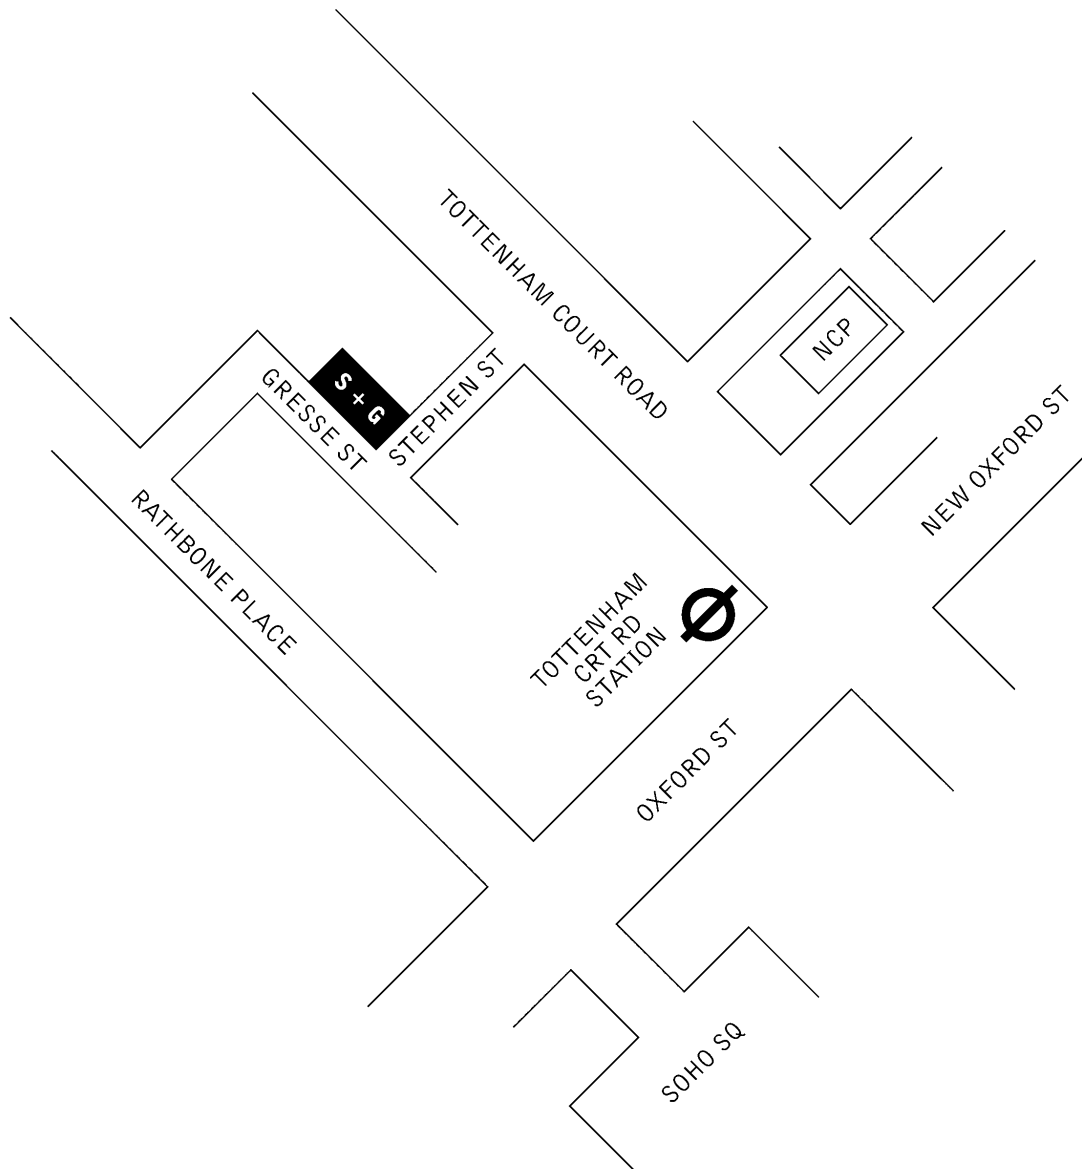 TOTTENHAM COURT ROAD
NCP
S + G
GRESSE ST
STEPHEN ST
NEW OXFORD ST
RATHBONE PLACE
TOTTENHAM
CRT RD
STATION
OXFORD ST
SOHO SQ